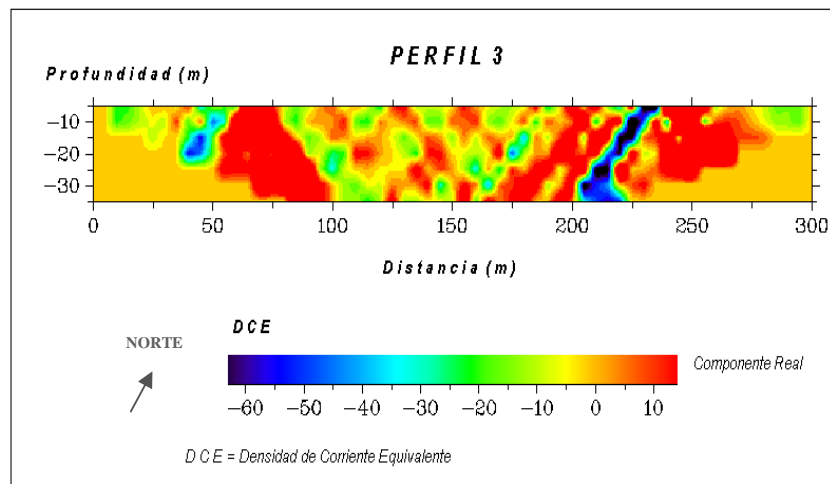 PERFIL 3
Profundidad (m)
−10
−20
−30
0 50 100 150 200 250 300
Distancia (m)
DCE
NORTE
Componente Real
−60 −50 −40 −30 −20 −10 0 10
D C E = Densidad de Corriente Equivalente